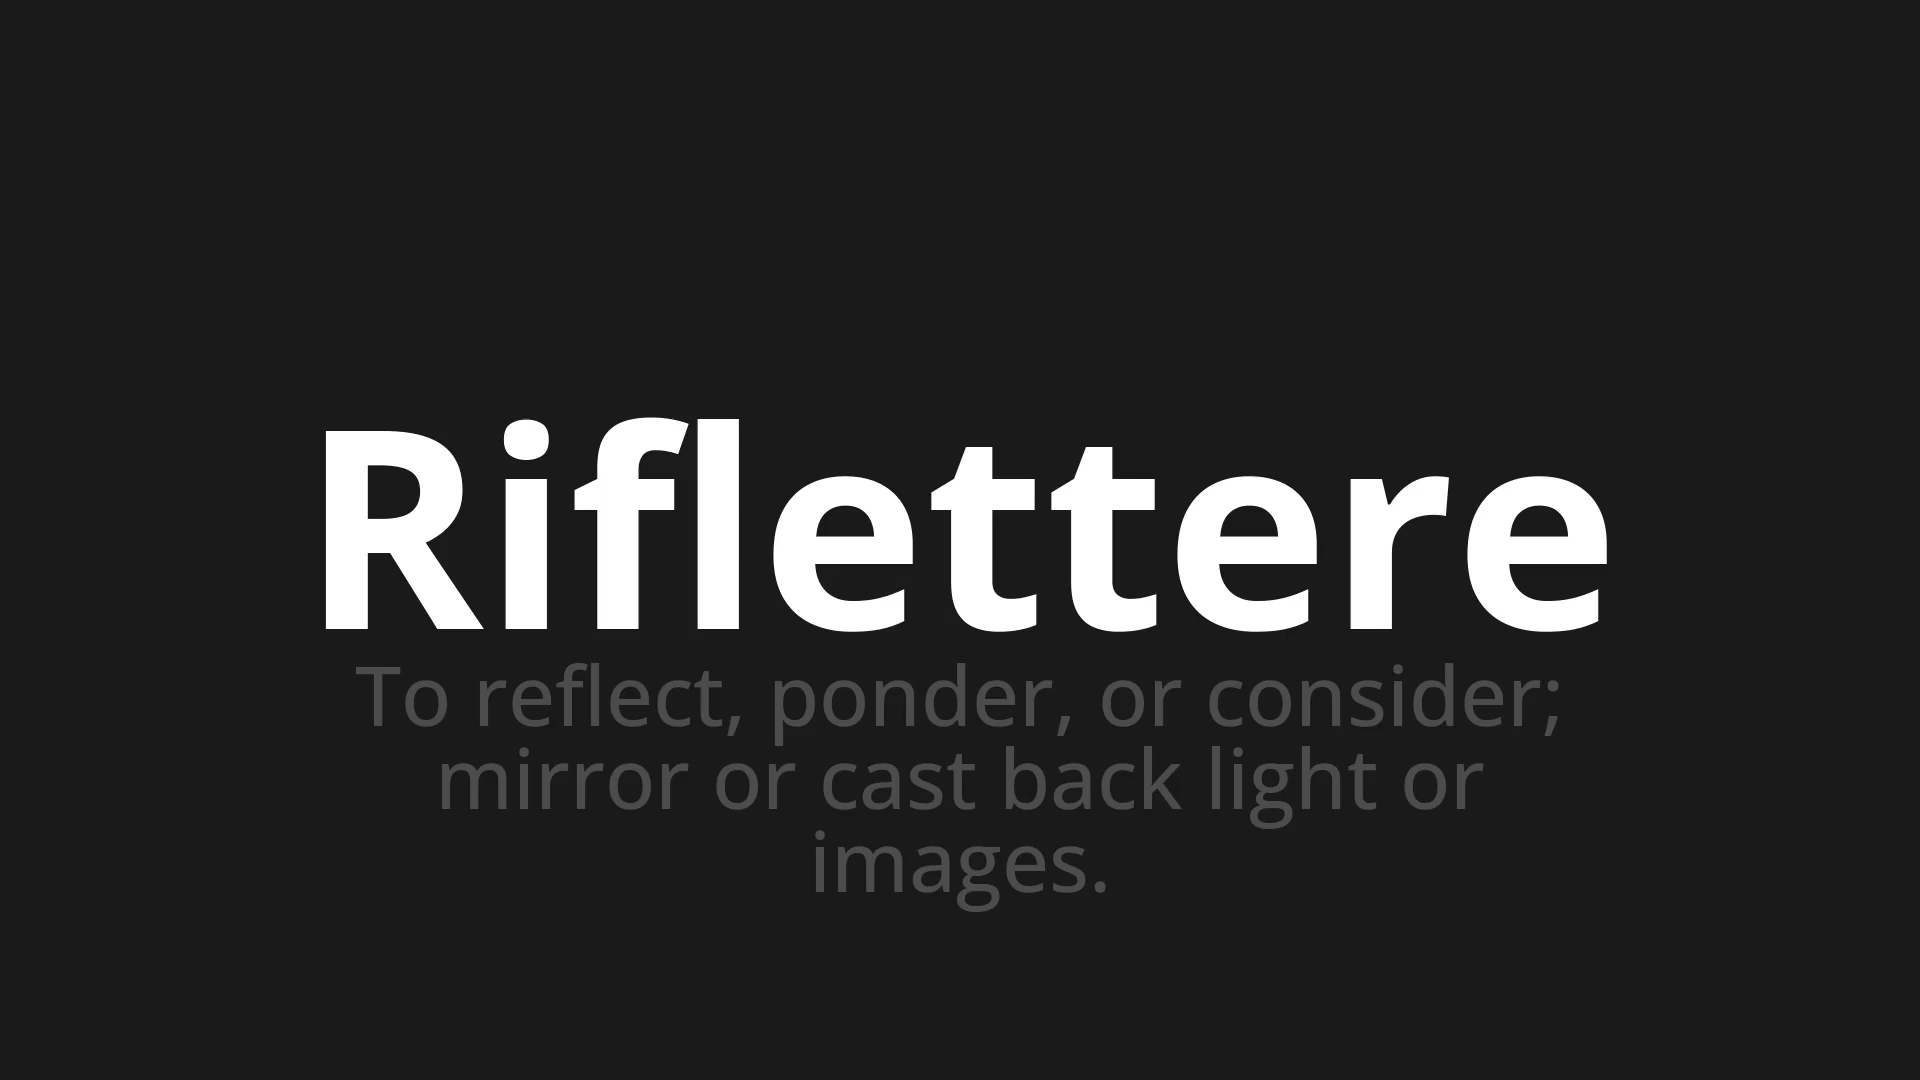 Riflettere
To reflect, ponder, or consider;
mirror or cast back light or
images.